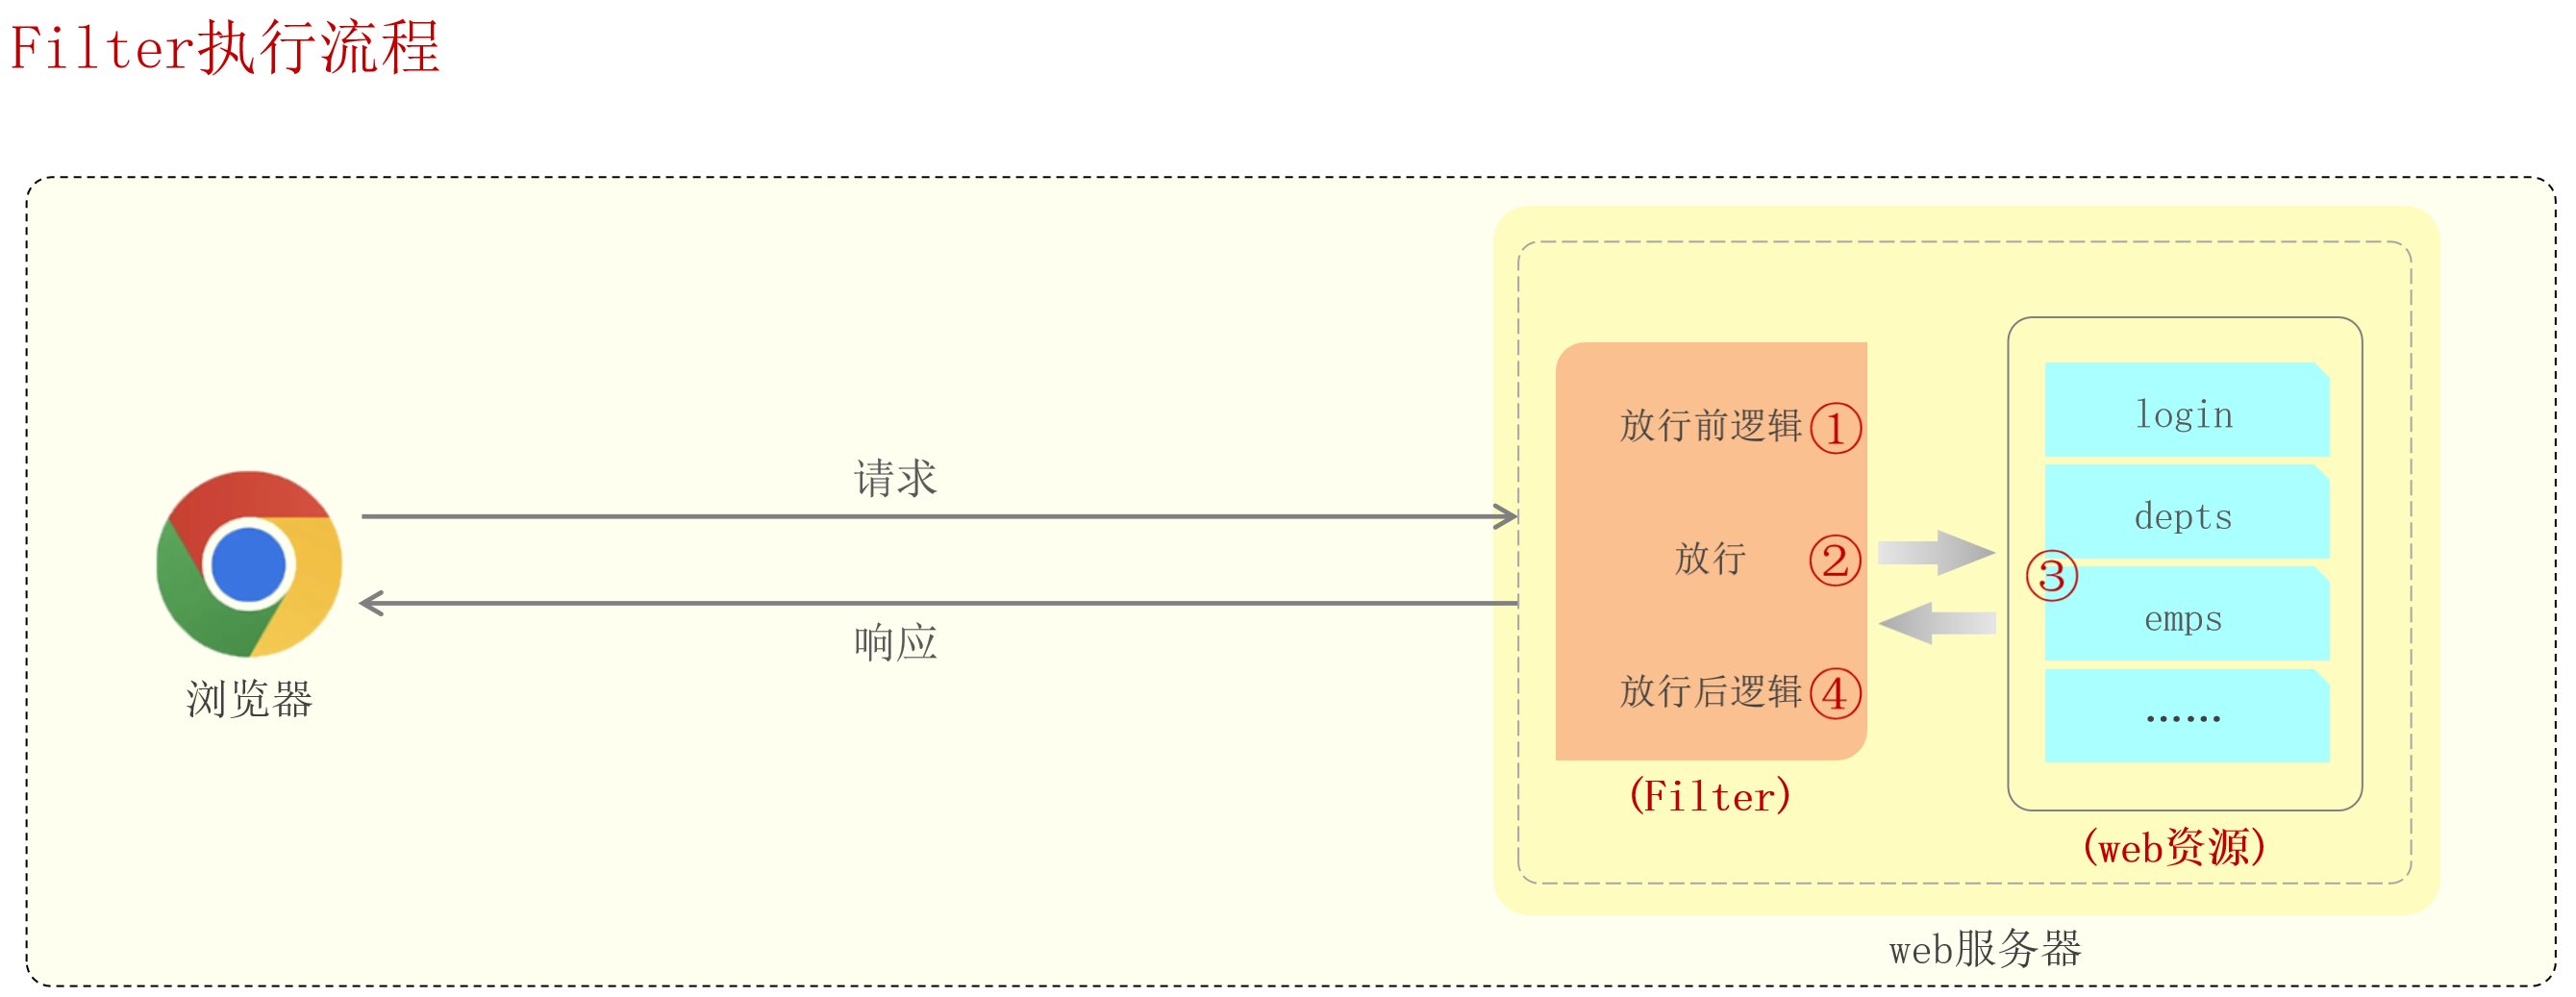 Filter执行流程
请求
响应
浏览器
放行前逻辑①
放行 ②
放行后逻辑④
(Filter)
③
login
depts
emps
……
(web资源)
web服务器